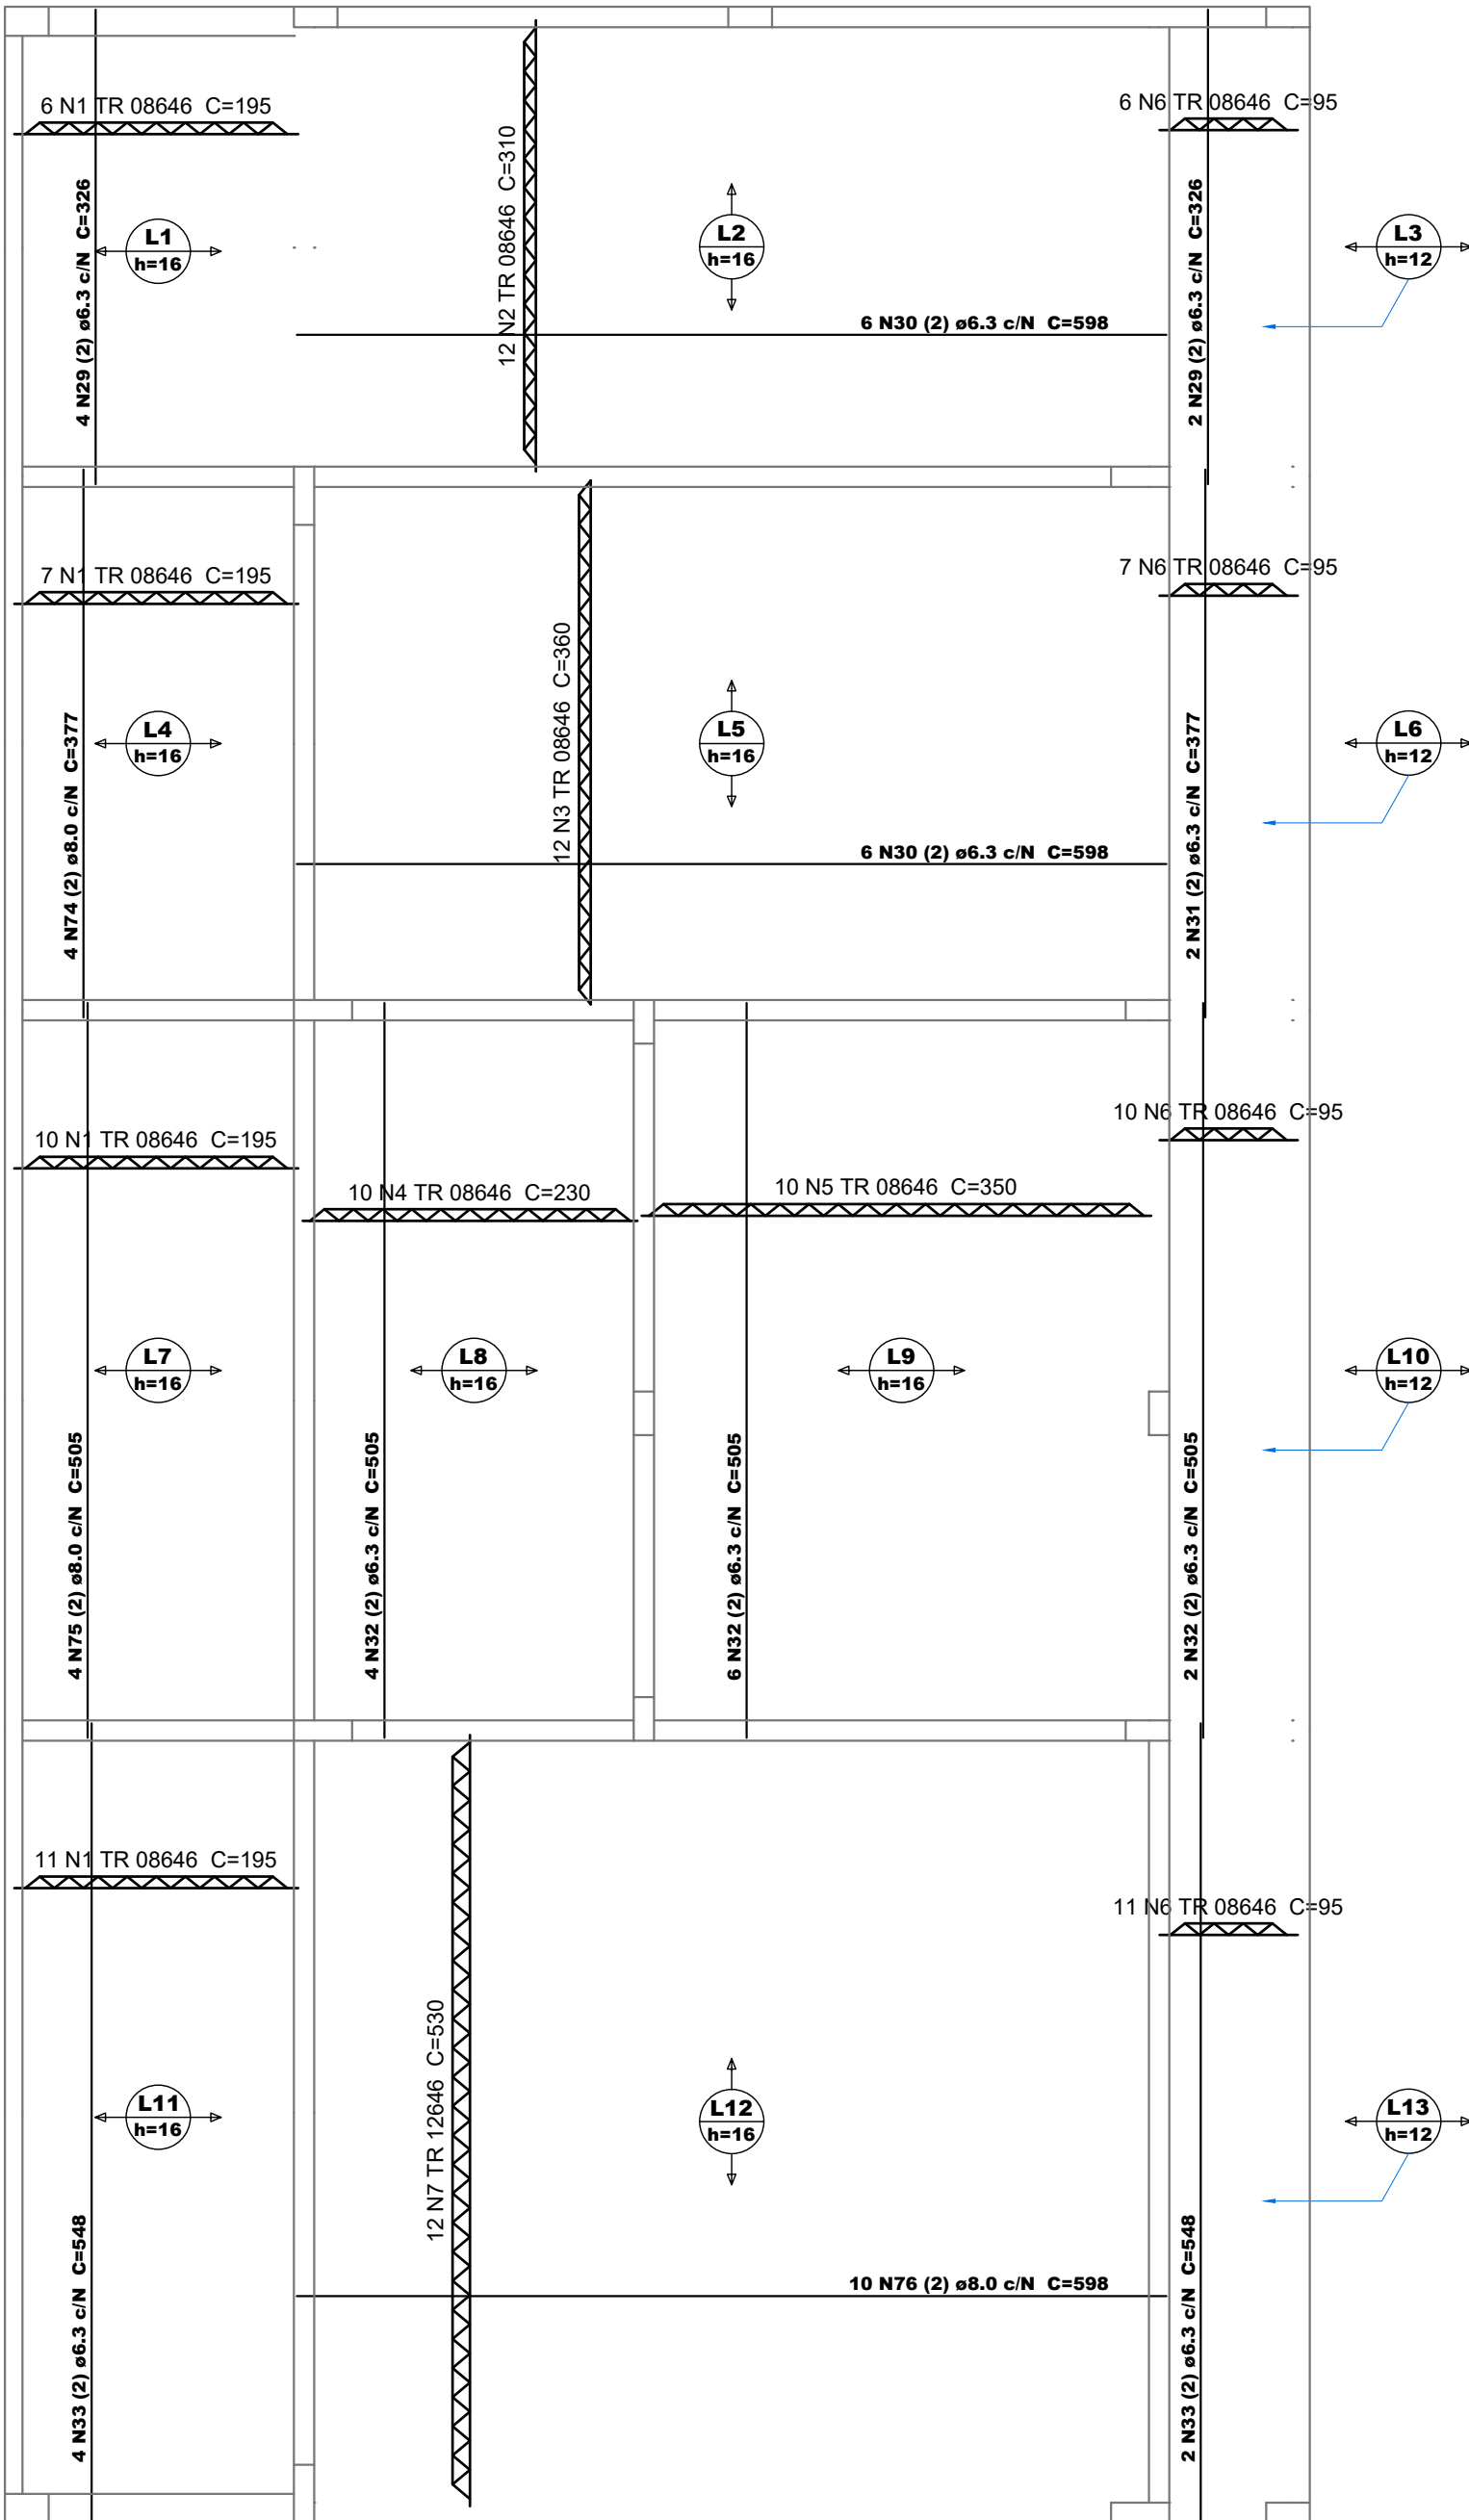 6 N1 TR 08646 C=195
6 N6 TR 08646 C=95
4 N29 (2) ø6.3 c/N C=326
12 N2 TR 08646 C=310
2 N29 (2) ø6.3 c/N C=326
L1
h=16
L2
h=16
L3
h=12
6 N30 (2) ø6.3 c/N C=598
7 N1 TR 08646 C=195
7 N6 TR 08646 C=95
4 N74 (2) ø8.0 c/N C=377
12 N3 TR 08646 C=360
2 N31 (2) ø6.3 c/N C=377
L4
h=16
L5
h=16
L6
h=12
6 N30 (2) ø6.3 c/N C=598
10 N1 TR 08646 C=195
10 N4 TR 08646 C=230
10 N5 TR 08646 C=350
10 N6 TR 08646 C=95
L7
h=16
L8
h=16
L9
h=16
L10
h=12
4 N75 (2) ø8.0 c/N C=505
4 N32 (2) ø6.3 c/N C=505
6 N32 (2) ø6.3 c/N C=505
2 N32 (2) ø6.3 c/N C=505
11 N1 TR 08646 C=195
11 N6 TR 08646 C=95
12 N7 TR 12646 C=530
L11
h=16
L12
h=16
L13
h=12
4 N33 (2) ø6.3 c/N C=548
10 N76 (2) ø8.0 c/N C=598
2 N33 (2) ø6.3 c/N C=548